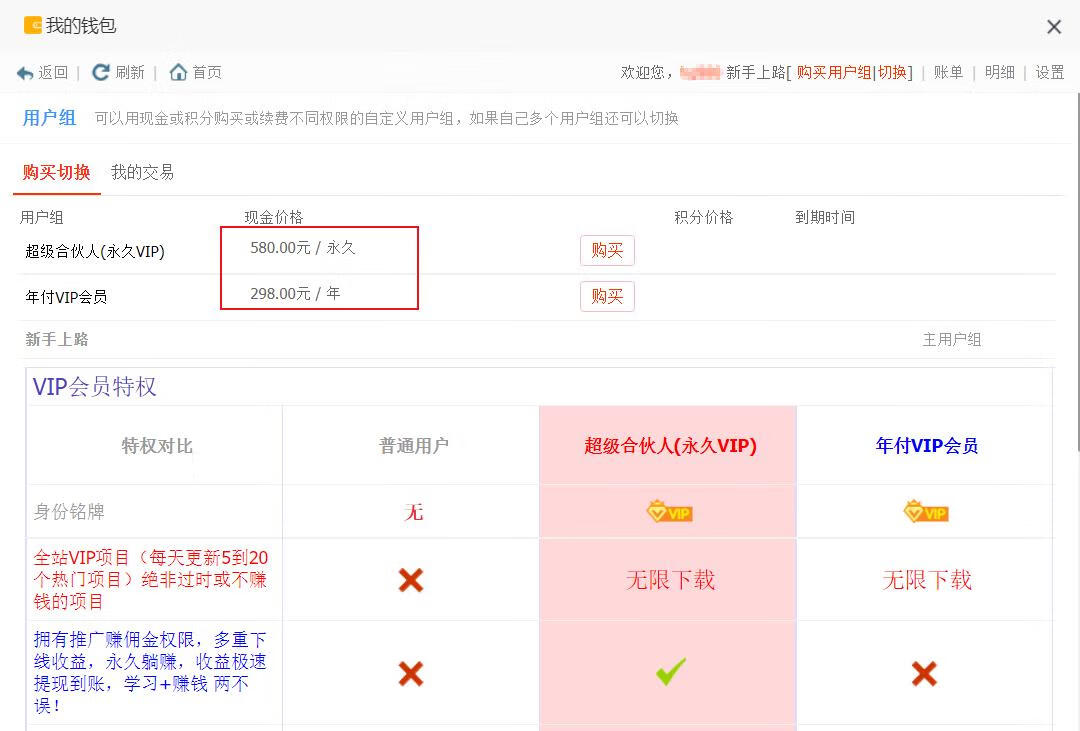 我的钱包
返回 | 刷新 | 首页
欢迎您，新手上路[ 购买用户组|切换] | 账单 | 明细 | 设置
用户组 可以用现金或积分购买或续费不同权限的自定义用户组，如果自己多个用户组还可以切换
购买切换 我的交易
用户组 现金价格 积分价格 到期时间
超级合伙人(永久VIP) 580.00元 / 永久 购买
年付VIP会员 298.00元 / 年 购买
新手上路 主用户组
VIP会员特权
特权对比 普通用户 超级合伙人(永久VIP) 年付VIP会员
身份铭牌 无 VIP VIP
全站VIP项目（每天更新5到20
个热门项目）绝非过时或不赚
钱的项目
无限下载 无限下载
拥有推广赚佣金权限，多重下
线收益，永久躺赚，收益极速
提现到账，学习+赚钱 两不
误！